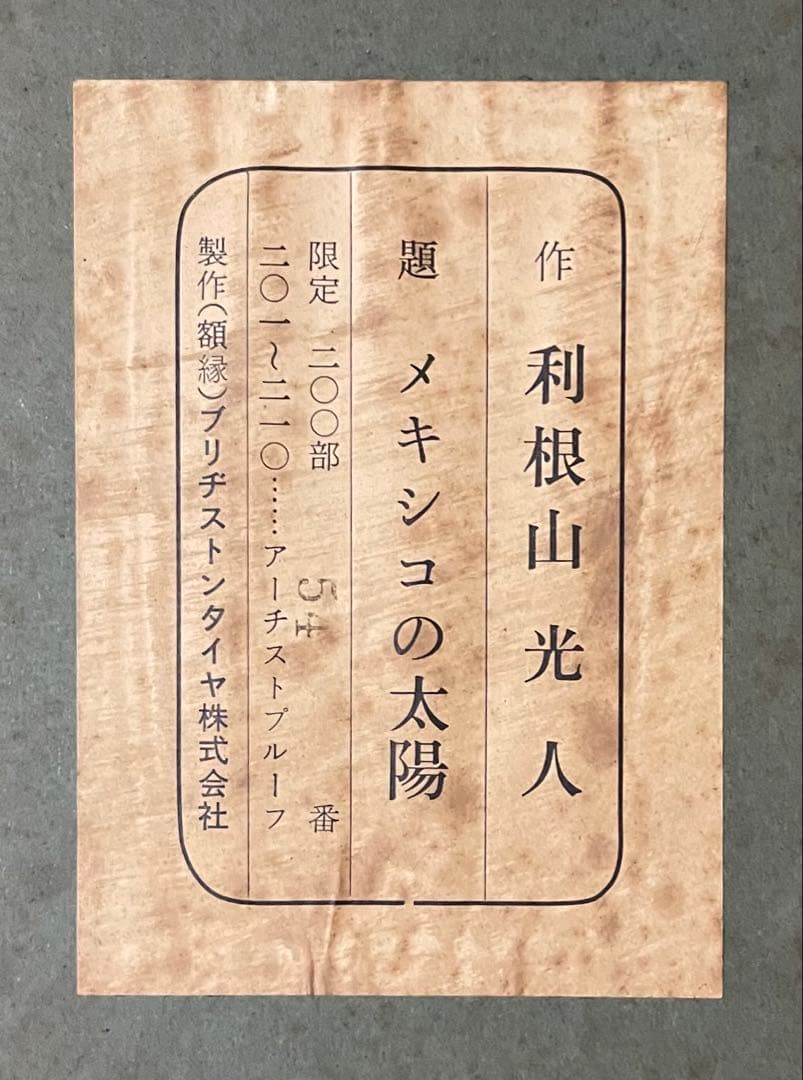 作 利根山光人
題 メキシコの太陽
限定 二〇〇部 54 番
二〇一〜二一〇……アーチストプルーフ
製作(額縁)ブリヂストンタイヤ株式会社